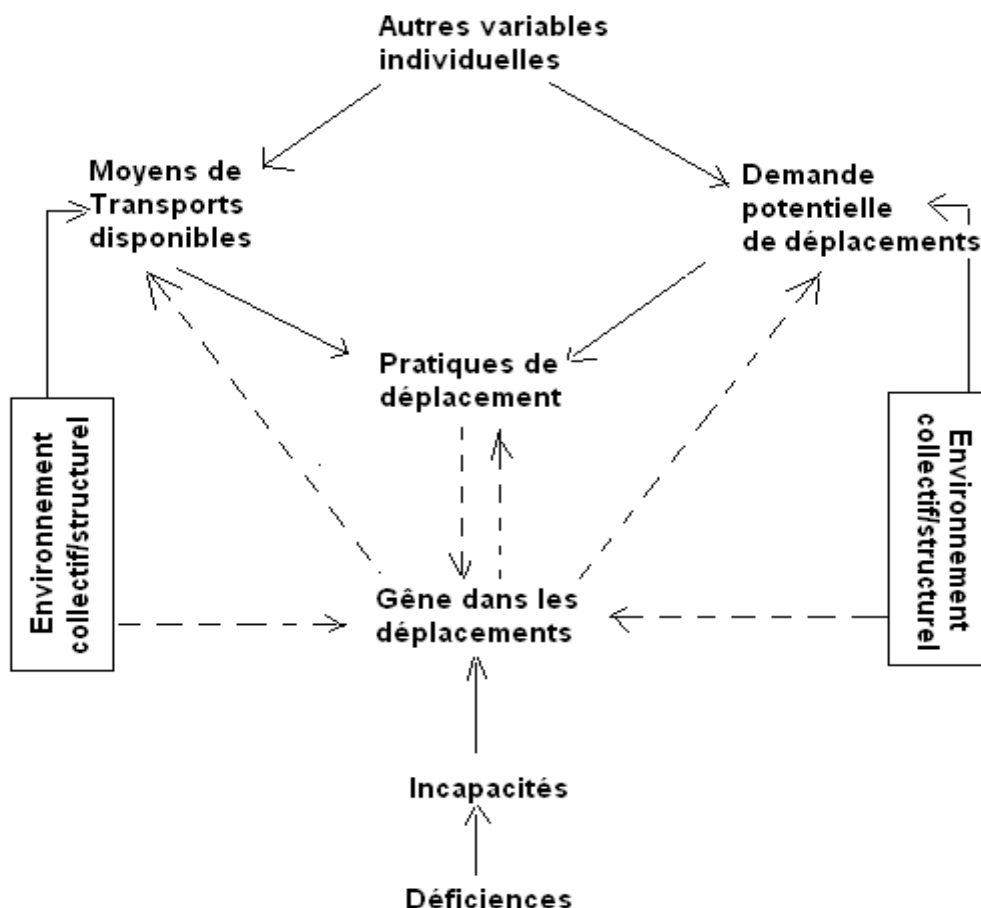 Autres variables
individuelles
Moyens de
Transports
disponibles
Demande
potentielle
de déplacements
Pratiques de
déplacement
Environnement
collectif/structurel
Environnement
collectif/structurel
Gêne dans les
déplacements
Incapacités
Déficiences